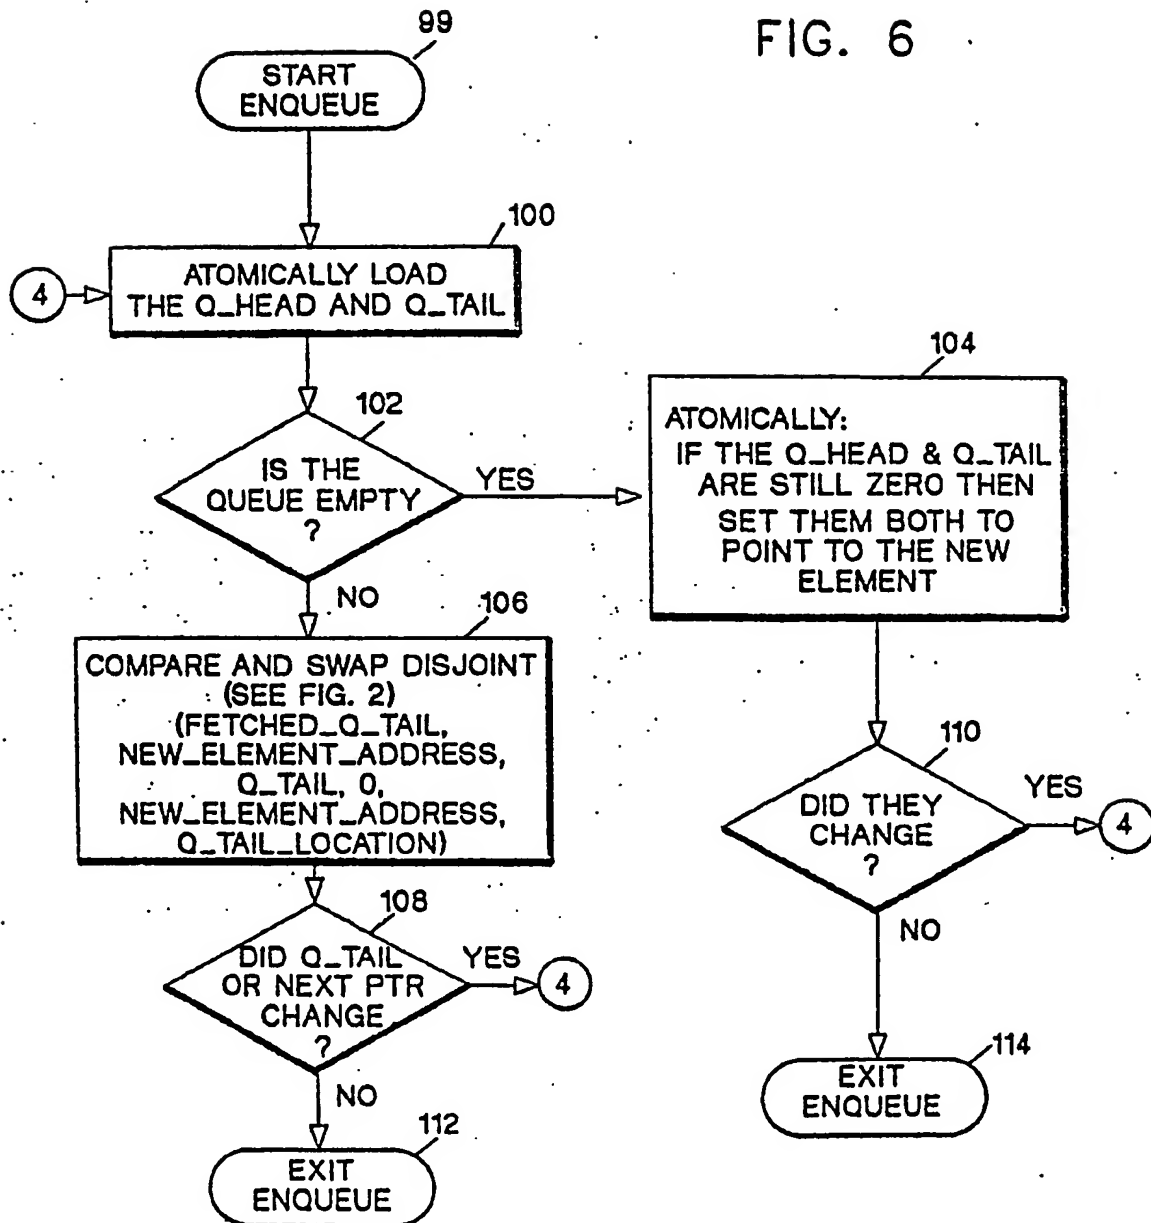 FIG. 6
99
START
ENQUEUE
100
4
ATOMICALLY LOAD
THE Q_HEAD AND Q_TAIL
102
IS THE
QUEUE EMPTY
?
YES
NO
104
ATOMICALLY:
IF THE Q_HEAD & Q_TAIL
ARE STILL ZERO THEN
SET THEM BOTH TO
POINT TO THE NEW
ELEMENT
106
COMPARE AND SWAP DISJOINT
(SEE FIG. 2)
(FETCHED_Q_TAIL,
NEW_ELEMENT_ADDRESS,
Q_TAIL, 0,
NEW_ELEMENT_ADDRESS,
Q_TAIL_LOCATION)
110
DID THEY
CHANGE
?
YES
4
NO
108
DID Q_TAIL
OR NEXT PTR
CHANGE
?
YES
4
NO
114
EXIT
ENQUEUE
112
EXIT
ENQUEUE